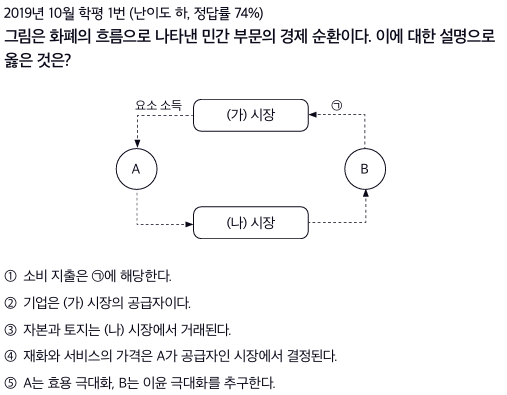 2019년 10월 학평 1번 (난이도 하, 정답률 74%)
그림은 화폐의 흐름으로 나타낸 민간 부문의 경제 순환이다. 이에 대한 설명으로
옳은 것은?
요소 소득
(가) 시장
㉠
A
B
(나) 시장
① 소비 지출은 ㉠에 해당한다.
② 기업은 (가) 시장의 공급자이다.
③ 자본과 토지는 (나) 시장에서 거래된다.
④ 재화와 서비스의 가격은 A가 공급자인 시장에서 결정된다.
⑤ A는 효용 극대화, B는 이윤 극대화를 추구한다.